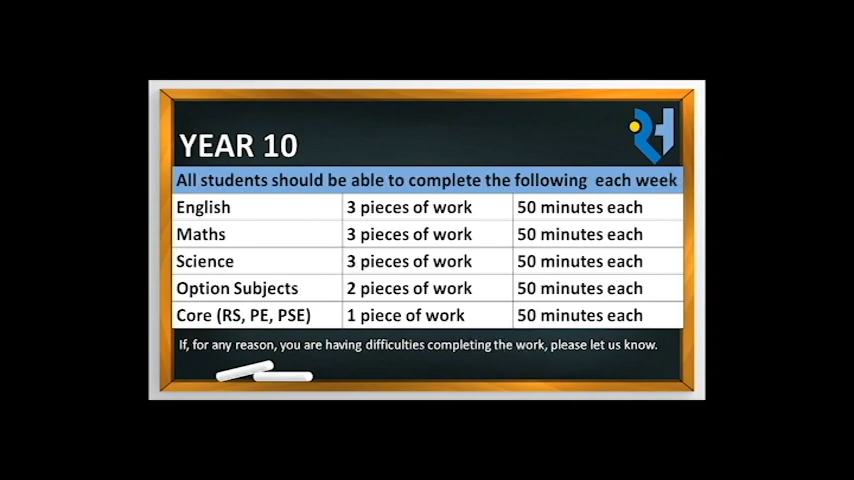 YEAR 10
All students should be able to complete the following each week
English 3 pieces of work 50 minutes each
Maths 3 pieces of work 50 minutes each
Science 3 pieces of work 50 minutes each
Option Subjects 2 pieces of work 50 minutes each
Core (RS, PE, PSE) 1 piece of work 50 minutes each
If, for any reason, you are having difficulties completing the work, please let us know.